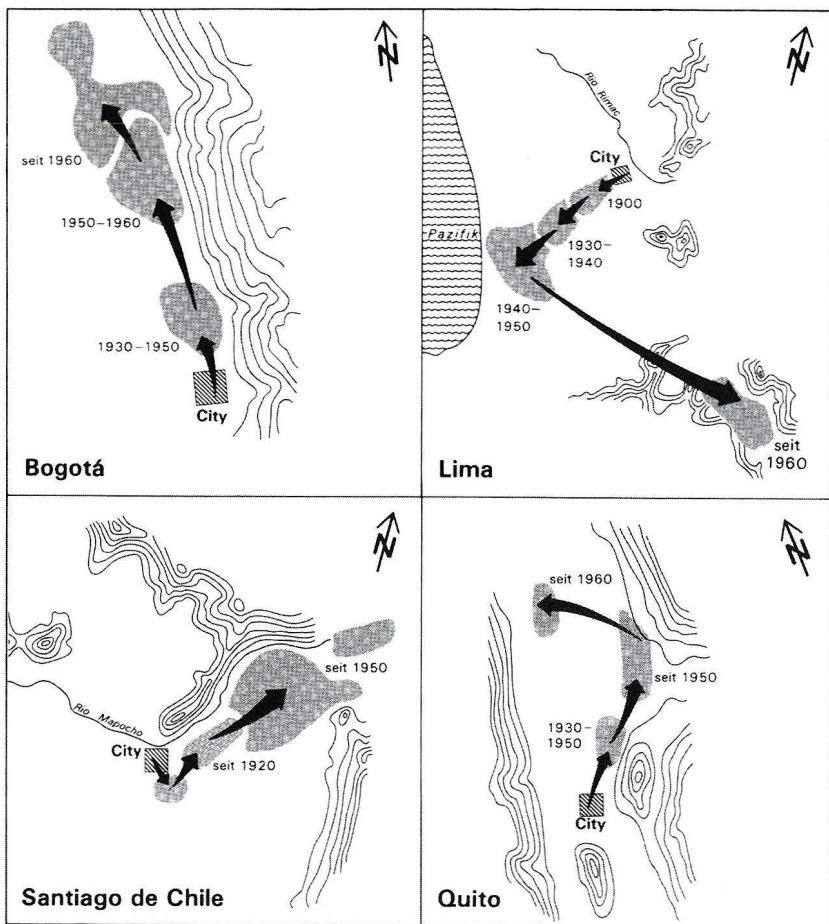 N
seit 1960
1950–1960
1930–1950
City
Bogotá
N
Rio Rimac
City
1900
Pazifik
1930–
1940
1940–
1950
seit
1960
Lima
N
seit 1950
Rio Mapocho
City
seit 1920
Santiago de Chile
N
seit 1960
seit 1950
1930–
1950
City
Quito